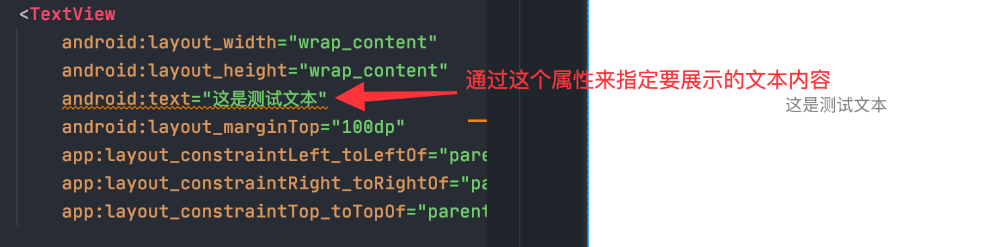 <TextView
android:layout_width="wrap_content"
android:layout_height="wrap_content"
通过这个属性来指定要展示的文本内容
android:text="这是测试文本"
这是测试文本
android:layout_marginTop="100dp"
app:layout_constraintLeft_toLeftOf="pare
app:layout_constraintRight_toRightOf="pa
app:layout_constraintTop_toTopOf="parent